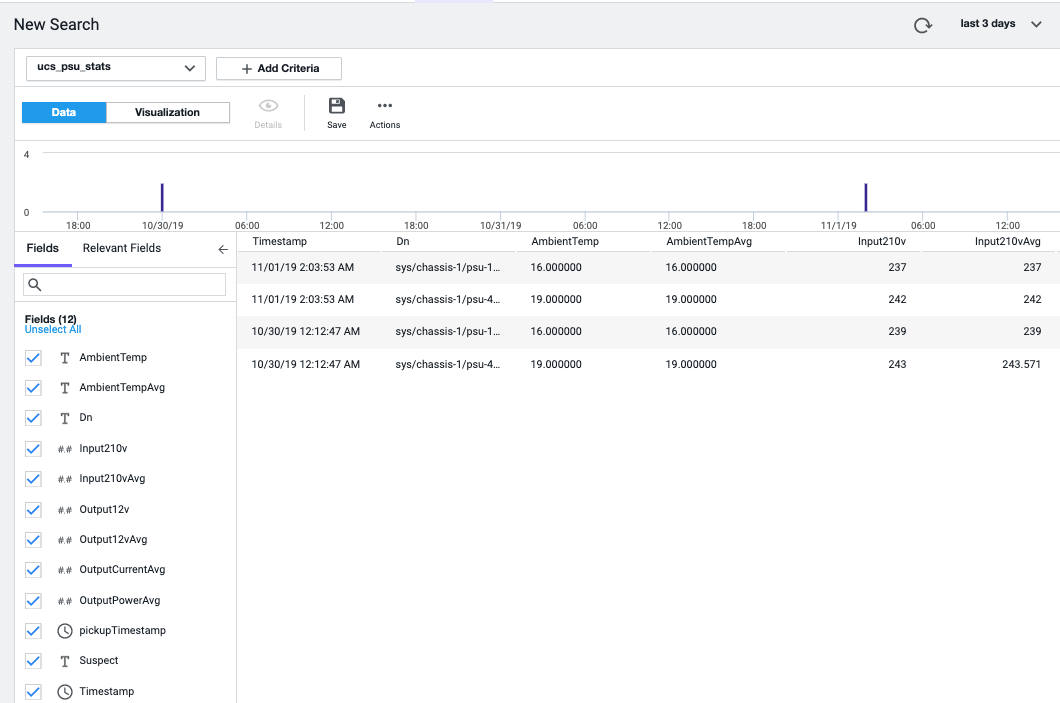 New Search
last 3 days
ucs_psu_stats
+ Add Criteria
Data
Visualization
Details
Save
Actions
4
0
18:00 10/30/19 06:00 12:00 18:00 10/31/19 06:00 12:00 18:00 11/1/19 06:00 12:00
Fields Relevant Fields
Timestamp Dn AmbientTemp AmbientTempAvg Input210v Input210vAvg
11/01/19 2:03:53 AM sys/chassis-1/psu-1... 16.000000 16.000000 237 237
11/01/19 2:03:53 AM sys/chassis-1/psu-4... 19.000000 19.000000 242 242
10/30/19 12:12:47 AM sys/chassis-1/psu-1... 16.000000 16.000000 239 239
10/30/19 12:12:47 AM sys/chassis-1/psu-4... 19.000000 19.000000 243 243.571
Fields (12)
Unselect All
T AmbientTemp
T AmbientTempAvg
T Dn
#.# Input210v
#.# Input210vAvg
#.# Output12v
#.# Output12vAvg
#.# OutputCurrentAvg
#.# OutputPowerAvg
pickupTimestamp
T Suspect
Timestamp